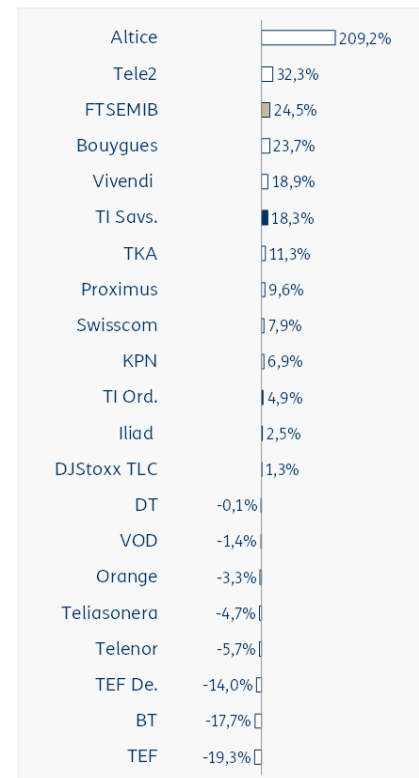 Altice 209,2%
Tele2 32,3%
FTSEMIB 24,5%
Bouygues 23,7%
Vivendi 18,9%
TI Savs. 18,3%
TKA 11,3%
Proximus 9,6%
Swisscom 7,9%
KPN 6,9%
TI Ord. 4,9%
Iliad 2,5%
DJStoxx TLC 1,3%
DT -0,1%
VOD -1,4%
Orange -3,3%
Teliasonera -4,7%
Telenor -5,7%
TEF De. -14,0%
BT -17,7%
TEF -19,3%